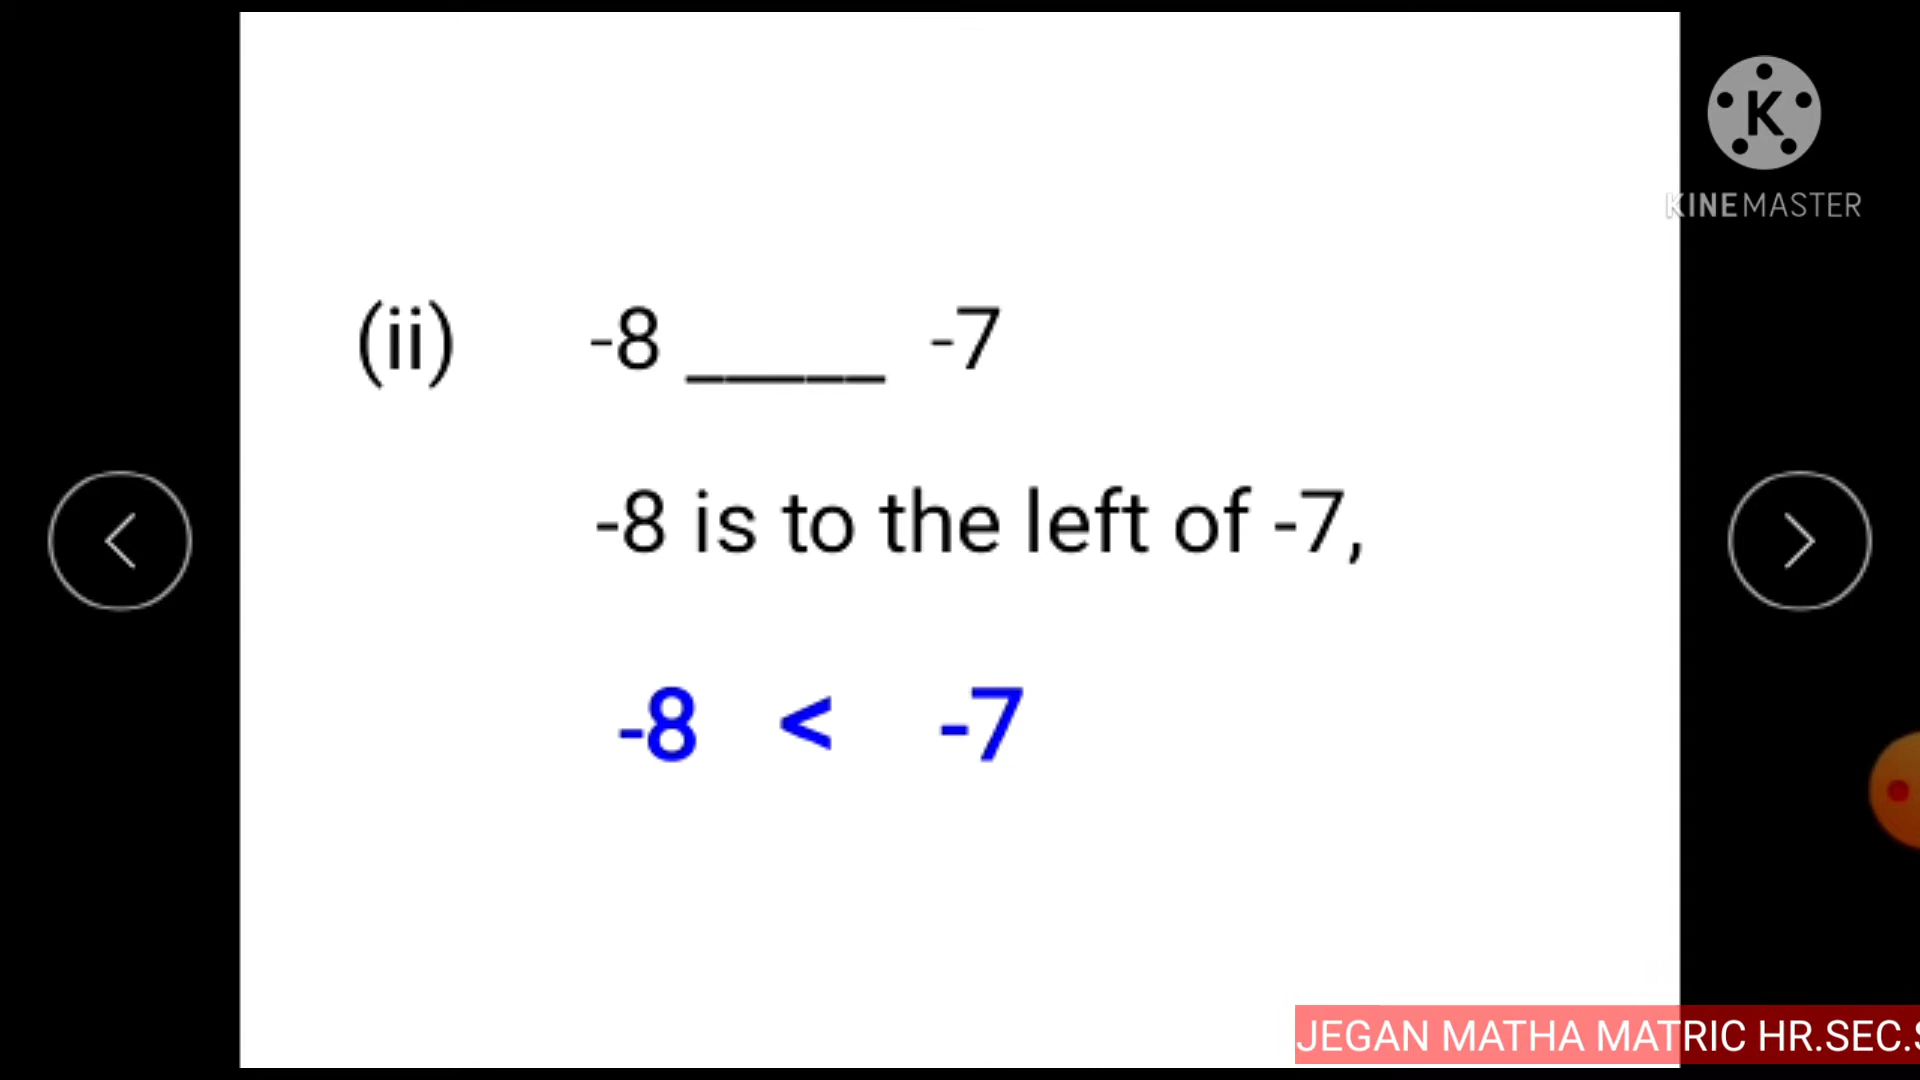 K
KINEMASTER
(ii) -8 _____ -7
-8 is to the left of -7,
-8 < -7
JEGAN MATHA MATRIC HR.SEC.